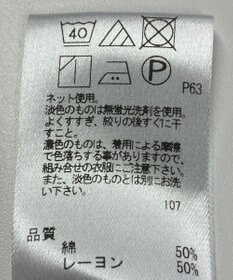 40
P
P63
ネット使用。
淡色のものは無蛍光洗剤を使用。
よくすすぎ、絞りの後すぐに干
すこと。
濃色のものは、着用による摩擦
で色落ちする事がありますので、
組み合せの衣服にご注意下さい。
また、淡色のものとは別にお洗
い下さい。
107
品質
綿 50%
レーヨン 50%